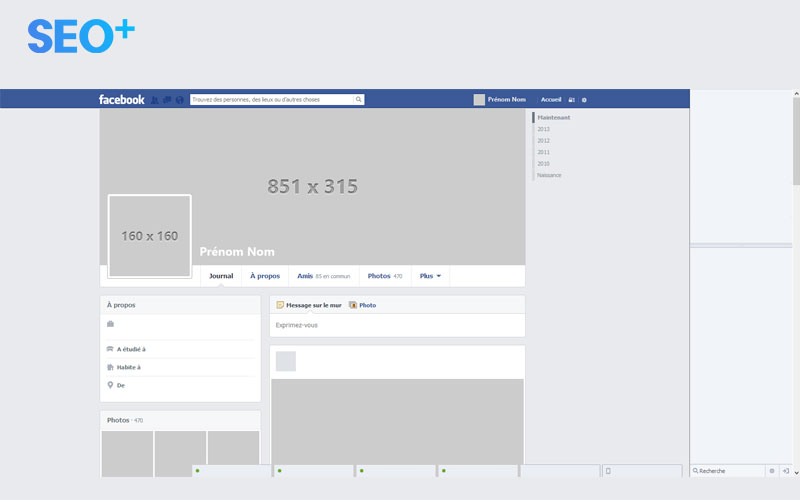 SEO+
facebook
Trouvez des personnes, des lieux ou d'autres choses
Prénom Nom
Accueil
851 x 315
160 x 160
Prénom Nom
Maintenant
2013
2012
2011
2010
Naissance
Journal
À propos
Amis 85 en commun
Photos 470
Plus
À propos
A étudié à
Habite à
De
Photos · 470
Message sur le mur
Photo
Exprimez-vous
Recherche